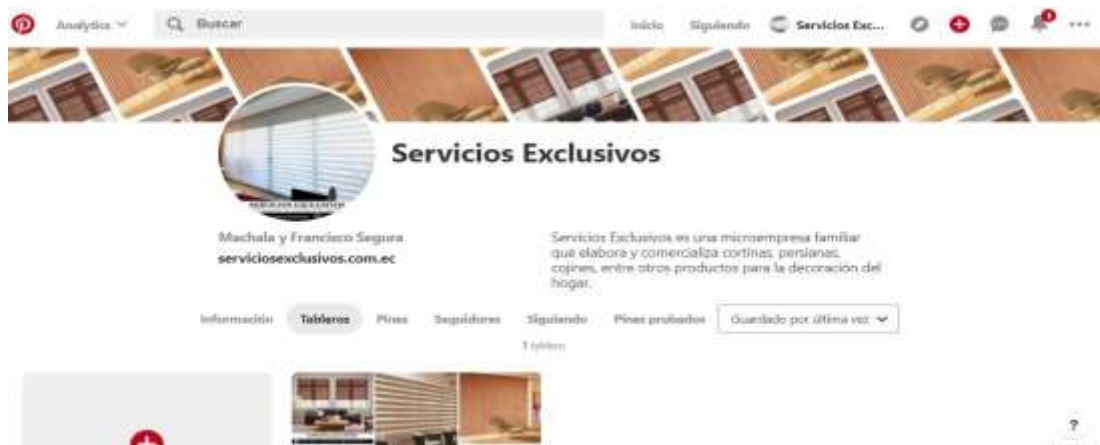 Analytics
Buscar
Inicio
Siguiendo
Servicios Exc...
Servicios Exclusivos
SERVICIOS EXCLUSIVOS
Machala y Francisco Segura
serviciosexclusivos.com.ec
Servicios Exclusivos es una microempresa familiar
que elabora y comercializa cortinas, persianas,
cojines, entre otros productos para la decoración del
hogar.
Información
Tableros
Pines
Seguidores
Siguiendo
Pines probados
Guardado por última vez
1 tablero
?